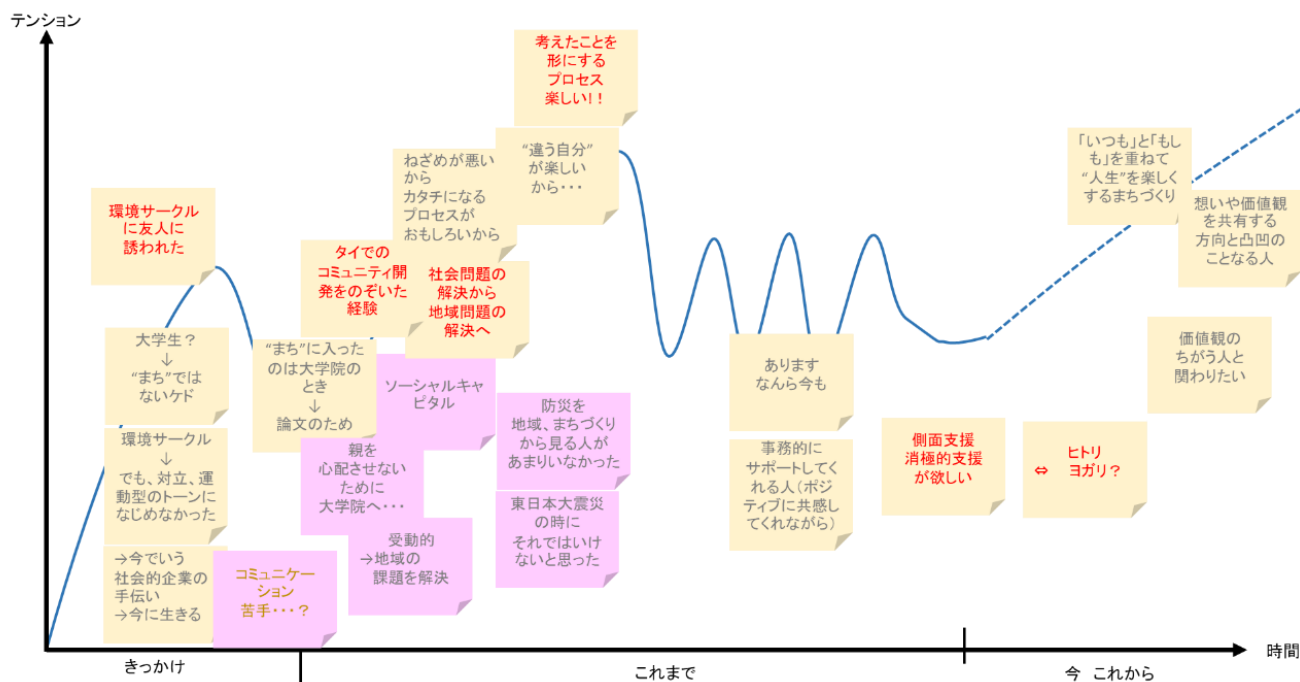 テンション
考えたことを
形にする
プロセス
楽しい！！
“違う自分”
が楽しい
から・・・
ねざめが悪い
から
カタチになる
プロセスが
おもしろいから
環境サークル
に友人に
誘われた
タイでの
コミュニティ開
発をのぞいた
経験
社会問題の
解決から
地域問題の
解決へ
大学生？
↓
“まち”では
ないケド
“まち”に入った
のは大学院の
とき
↓
論文のため
ソーシャルキャ
ピタル
環境サークル
↓
でも、対立、運
動型のトーンに
なじめなかった
親を
心配させない
ために
大学院へ・・・
防災を
地域、まちづくり
から見る人が
あまりいなかった
→今でいう
社会的企業の
手伝い
→今に生きる
コミュニケー
ション
苦手・・・？
受動的
→地域の
課題を解決
東日本大震災
の時に
それではいけ
ないと思った
あります
なんら今も
事務的に
サポートしてく
れる人（ポジ
ティブに共感し
てくれながら）
側面支援
消極的支援
が欲しい
ヒトリ
⇔ ヨガリ？
「いつも」と「もし
も」を重ねて
“人生”を楽しく
するまちづくり
想いや価値観
を共有する
方向と凸凹の
ことなる人
価値観の
ちがう人と
関わりたい
きっかけ
これまで
今 これから
時間